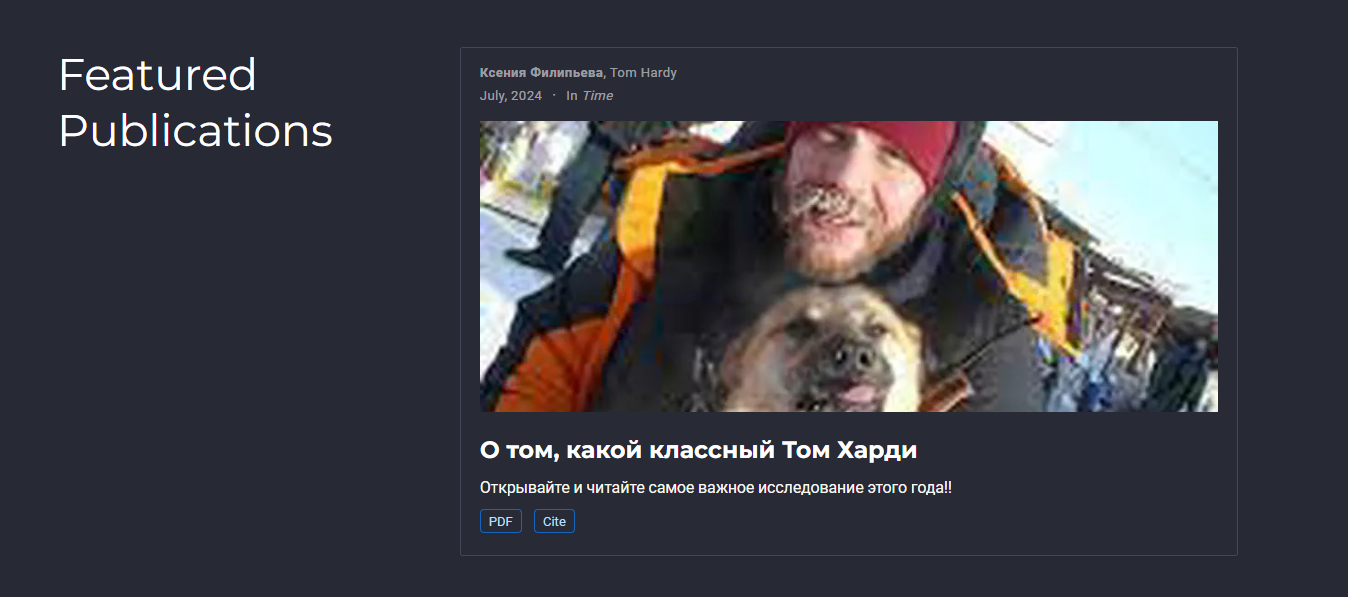 Featured
Publications
Ксения Филипьева, Tom Hardy
July, 2024 · In Time
О том, какой классный Том Харди
Открывайте и читайте самое важное исследование этого года!!
PDF Cite